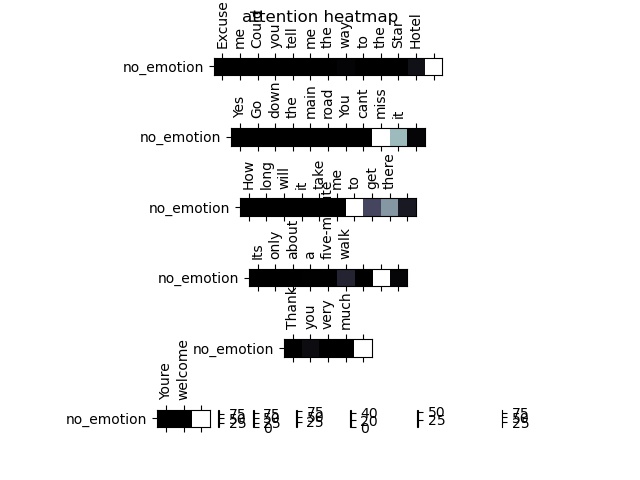 attention heatmap
Excuse me Could you tell me the way to the Star Hotel
no_emotion
Yes Go down the main road You cant miss it
no_emotion
How long will it take me to get there
no_emotion
Its only about a five-minute walk
no_emotion
Thank you very much
no_emotion
Youre welcome
no_emotion
75 75 75 40 50 75
50 50 50 20 25 50
25 25 25 0 25
0